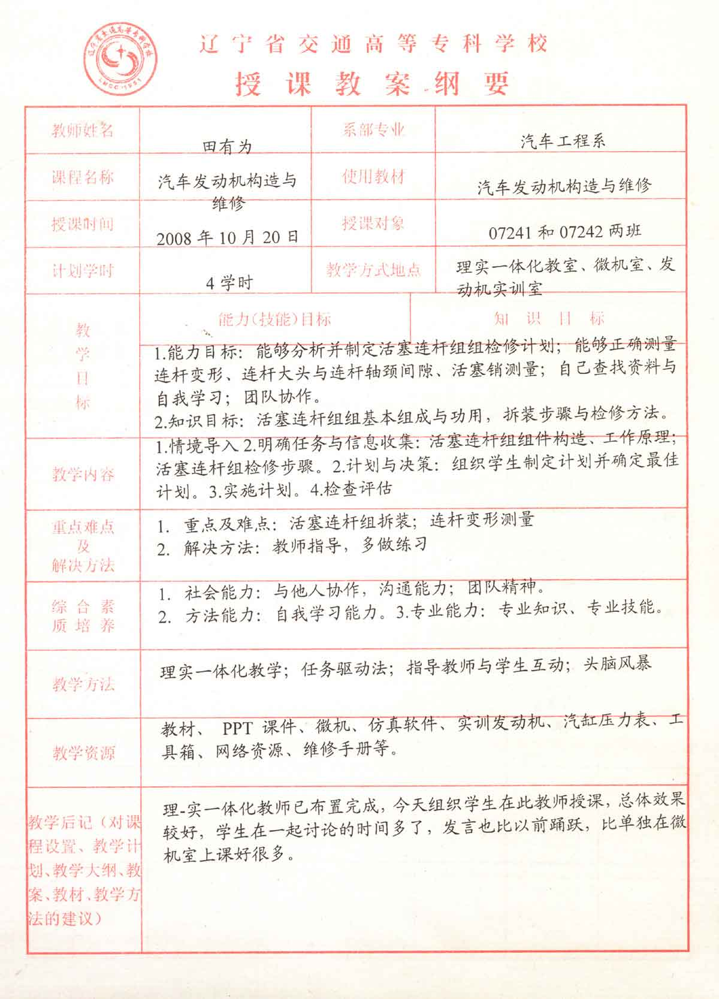 辽宁省交通高等专科学校
LNCC·1951
辽宁省交通高等专科学校
授课教案纲要
教师姓名
田有为
系部专业
汽车工程系
课程名称
汽车发动机构造与
维修
使用教材
汽车发动机构造与维修
授课时间
2008 年 10 月 20 日
授课对象
07241 和 07242 两班
计划学时
4 学时
教学方式地点
理实一体化教室、微机室、发
动机实训室
教
学
目
标
能力（技能）目标
知识目标
1.能力目标：能够分析并制定活塞连杆组组检修计划；能够正确测量
连杆变形、连杆大头与连杆轴颈间隙、活塞销测量；自己查找资料与
自我学习；团队协作。
2.知识目标：活塞连杆组组基本组成与功用，拆装步骤与检修方法。
教学内容
1.情境导入 2.明确任务与信息收集：活塞连杆组组件构造、工作原理；
活塞连杆组检修步骤。2.计划与决策：组织学生制定计划并确定最佳
计划。3.实施计划。4.检查评估
重点难点
及
解决方法
1. 重点及难点：活塞连杆组拆装；连杆变形测量
2. 解决方法：教师指导，多做练习
综合素
质培养
1. 社会能力：与他人协作，沟通能力；团队精神。
2. 方法能力：自我学习能力。3.专业能力：专业知识、专业技能。
教学方法
理实一体化教学；任务驱动法；指导教师与学生互动；头脑风暴
教学资源
教材、 PPT 课件、微机、仿真软件、实训发动机、汽缸压力表、工
具箱、网络资源、维修手册等。
教学后记（对课
程设置、教学计
划、教学大纲、教
案、教材、教学方
法的建议）
理-实一体化教师已布置完成，今天组织学生在此教师授课，总体效果
较好，学生在一起讨论的时间多了，发言也比以前踊跃，比单独在微
机室上课好很多。